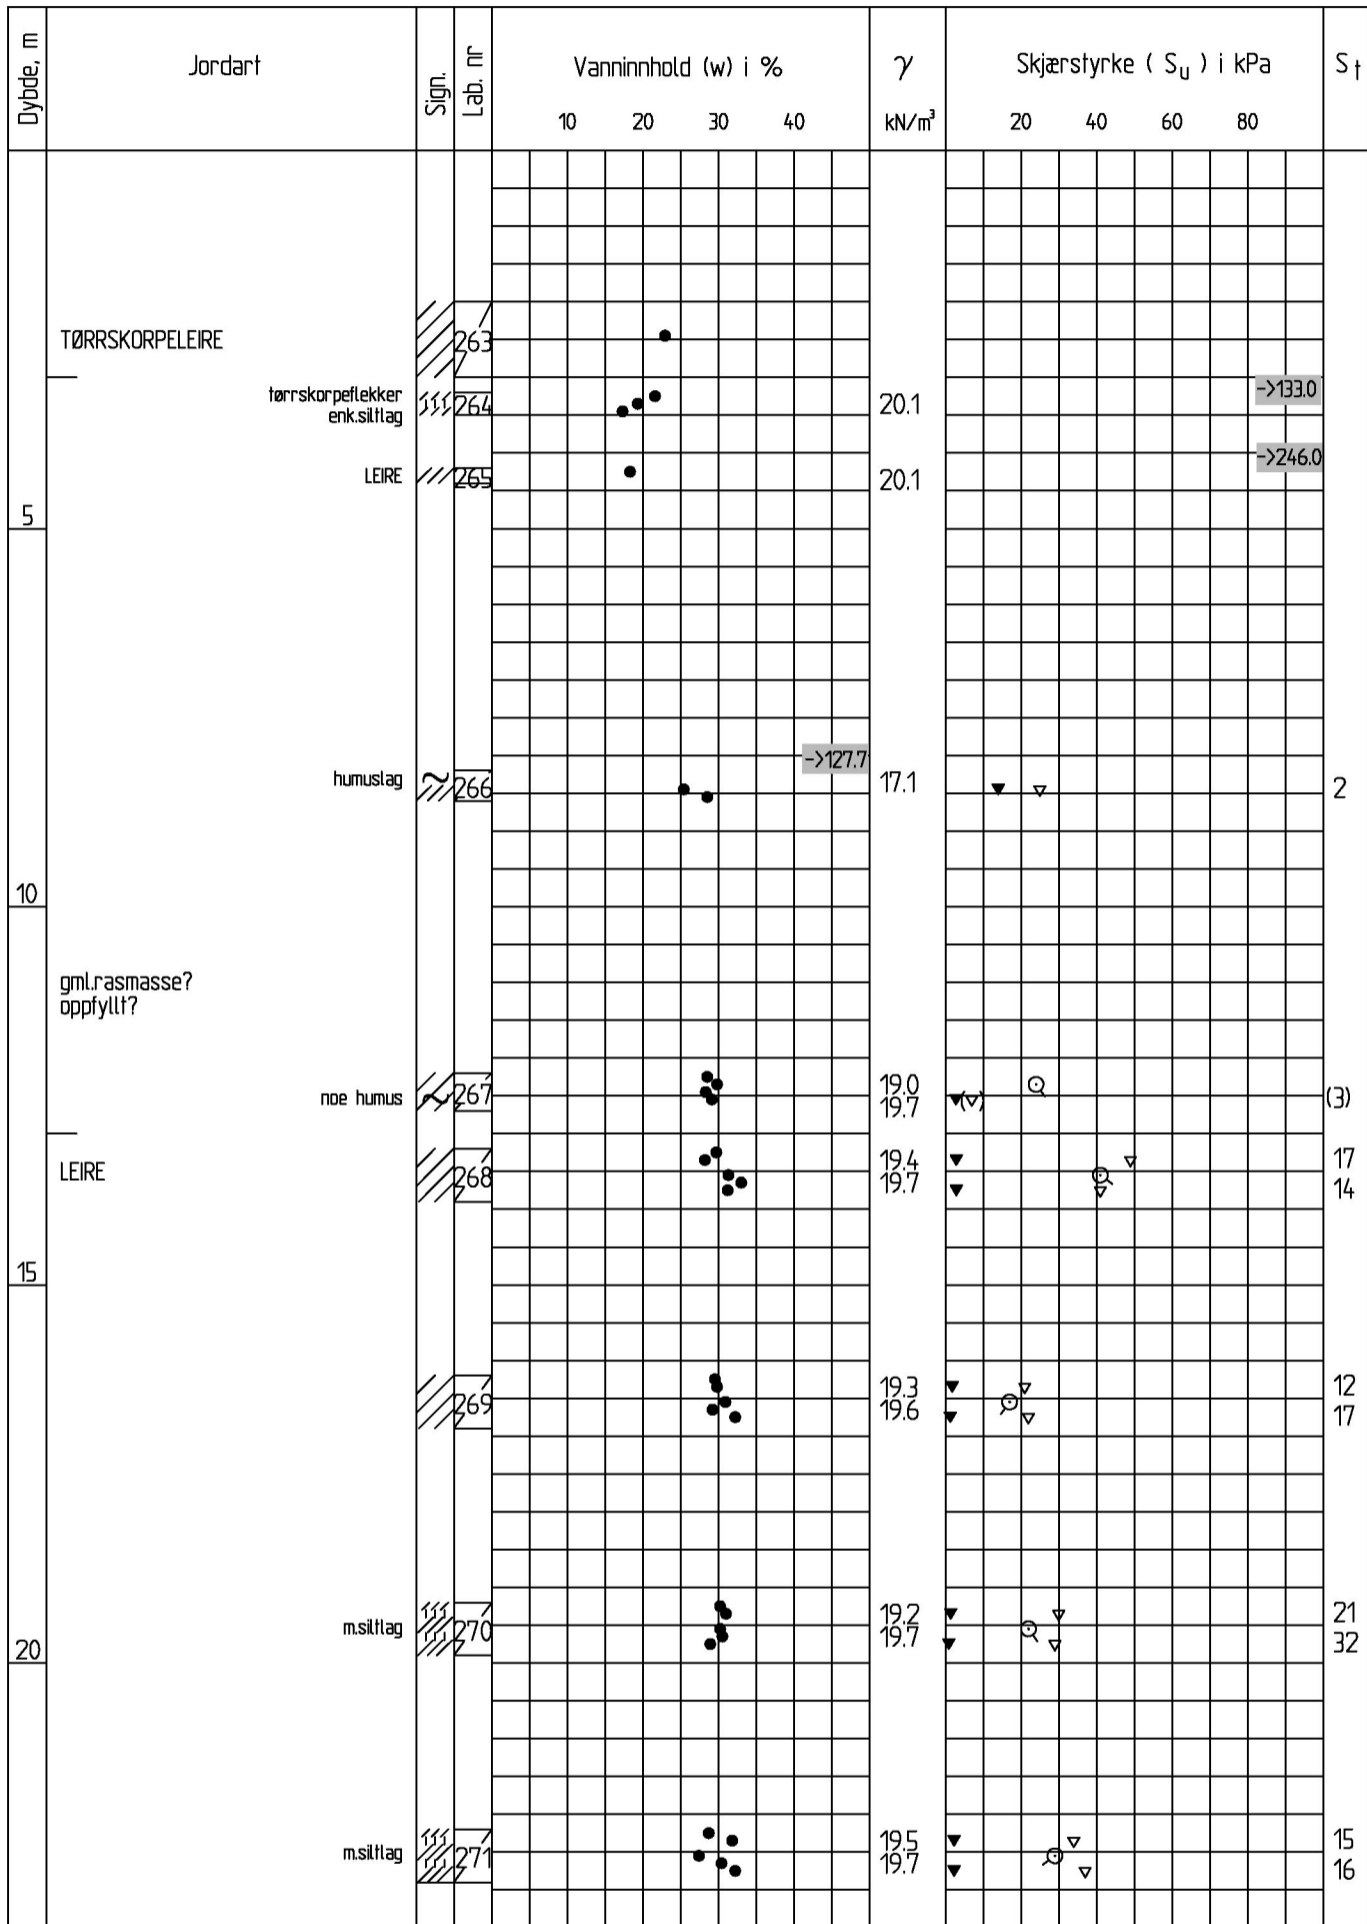 Dybde, m
Jordart
Sign.
Lab. nr
Vanninnhold (w) i %
10 20 30 40
γ
kN/m³
Skjærstyrke ( Su ) i kPa
20 40 60 80
St
TØRRSKORPELEIRE
263
tørrskorpeflekker
enk.siltlag
264
20.1
->133.0
LEIRE
265
20.1
->246.0
5
humuslag
266
->127.7
17.1
2
10
gml.rasmasse?
oppfyllt?
noe humus
267
19.0
19.7
(3)
LEIRE
268
19.4
19.7
17
14
15
269
19.3
19.6
12
17
m.siltlag
270
19.2
19.7
21
32
20
m.siltlag
271
19.5
19.7
15
16